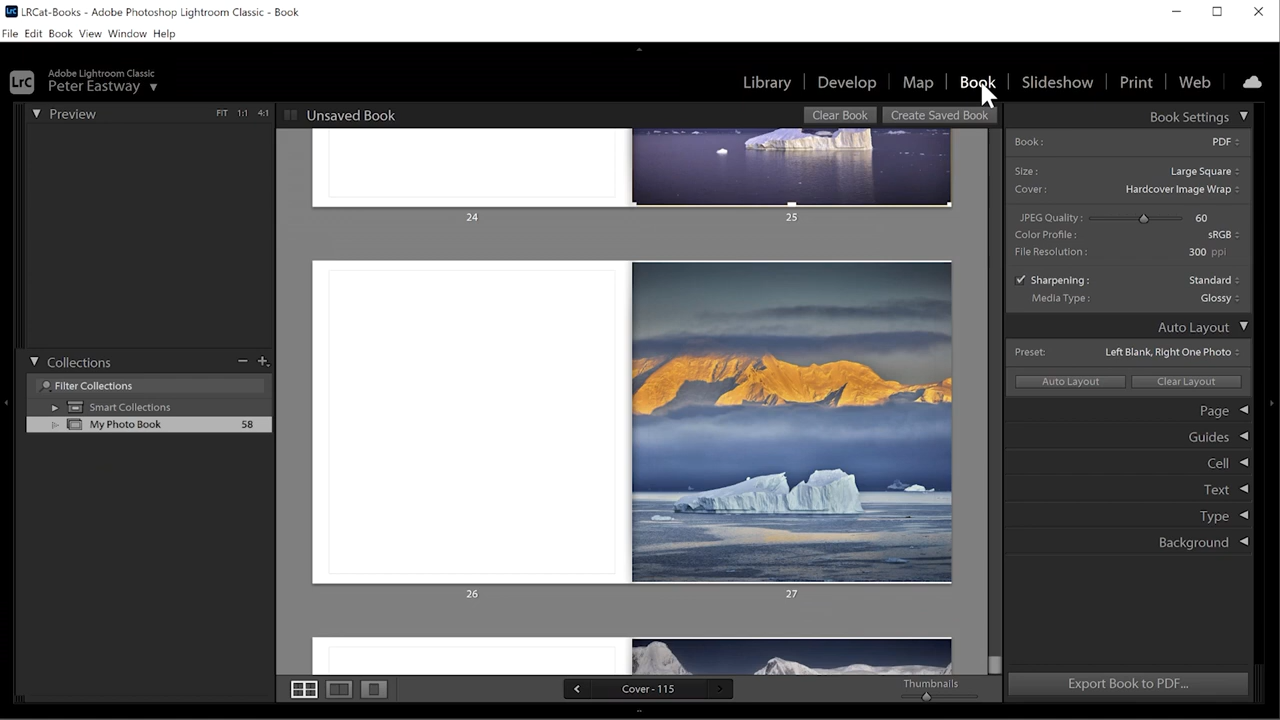 LRCat-Books - Adobe Photoshop Lightroom Classic - Book
File Edit Book View Window Help
LrC
Adobe Lightroom Classic
Peter Eastway
Library Develop Map Book Slideshow Print Web
Preview FIT 1:1 4:1
Unsaved Book Clear Book Create Saved Book
Book Settings
Book : PDF
Size : Large Square
Cover : Hardcover Image Wrap
JPEG Quality : 60
Color Profile : sRGB
File Resolution : 300 ppi
Sharpening : Standard
Media Type : Glossy
Auto Layout
Preset: Left Blank, Right One Photo
Auto Layout Clear Layout
Page
Guides
Cell
Text
Type
Background
Export Book to PDF...
Collections
Filter Collections
Smart Collections
My Photo Book 58
24 25
26 27
Cover - 115
Thumbnails